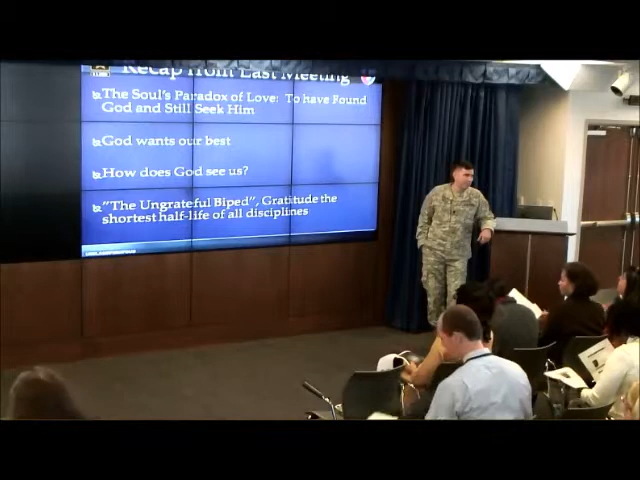 Recap from Last Meeting
The Soul's Paradox of Love: To have Found
God and Still Seek Him
God wants our best
How does God see us?
"The Ungrateful Biped", Gratitude the
shortest half-life of all disciplines